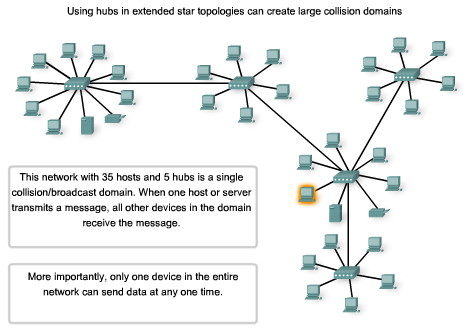 Using hubs in extended star topologies can create large collision domains
This network with 35 hosts and 5 hubs is a single
collision/broadcast domain. When one host or server
transmits a message, all other devices in the domain
receive the message.
More importantly, only one device in the entire
network can send data at any one time.